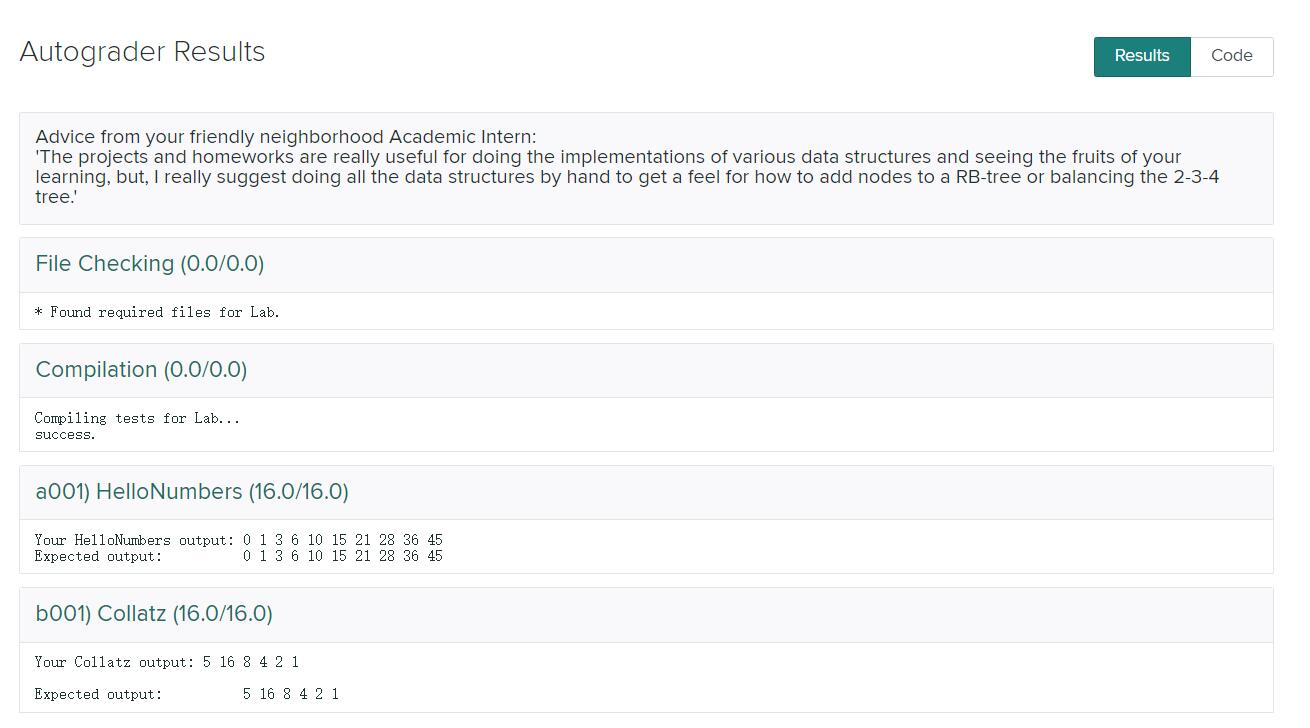 Autograder Results
Results
Code
Advice from your friendly neighborhood Academic Intern:
'The projects and homeworks are really useful for doing the implementations of various data structures and seeing the fruits of your
learning, but, I really suggest doing all the data structures by hand to get a feel for how to add nodes to a RB-tree or balancing the 2-3-4
tree.'
File Checking (0.0/0.0)
* Found required files for Lab.
Compilation (0.0/0.0)
Compiling tests for Lab...
success.
a001) HelloNumbers (16.0/16.0)
Your HelloNumbers output: 0 1 3 6 10 15 21 28 36 45
Expected output: 0 1 3 6 10 15 21 28 36 45
b001) Collatz (16.0/16.0)
Your Collatz output: 5 16 8 4 2 1
Expected output: 5 16 8 4 2 1